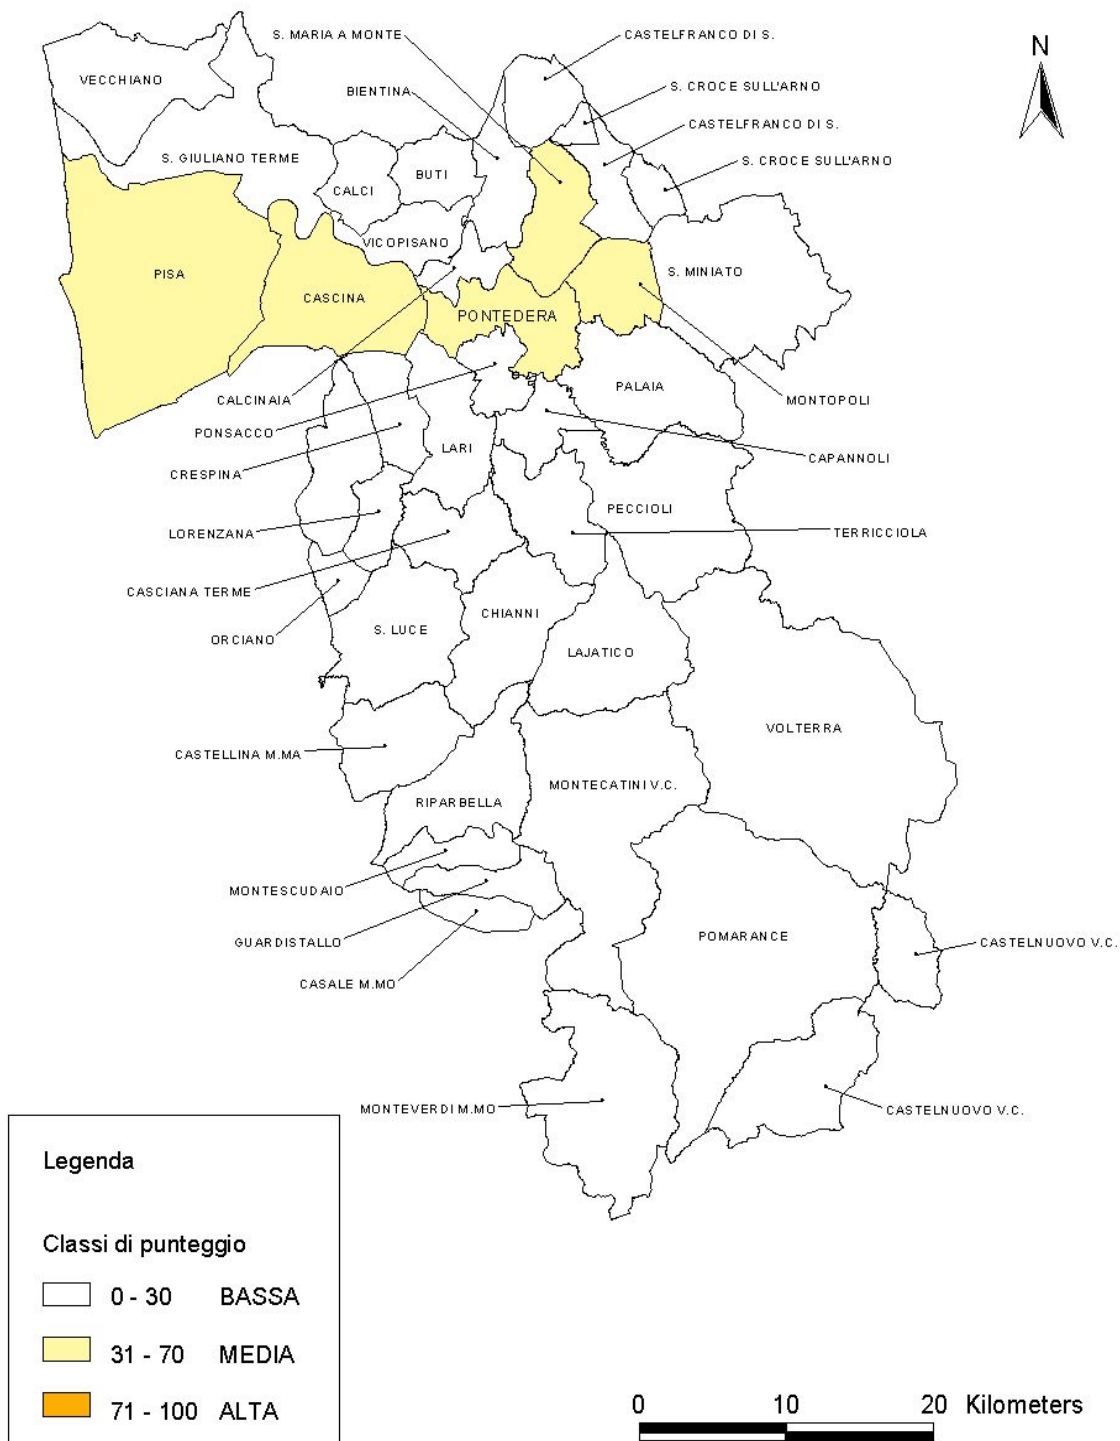 S. MARIA A MONTE
CASTELFRANCO DI S.
N
VECCHIANO
BIENTINA
S. CROCE SULL'ARNO
CASTELFRANCO DI S.
S. GIULIANO TERME
S. CROCE SULL'ARNO
CALCI
BUTI
VICOPISANO
PISA
S. MINIATO
CASCINA
PONTEDERA
CALCINAIA
PALAIA
MONTOPOLI
PONSACCO
LARI
CAPANNOLI
CRESPINA
PECCIOLI
LORENZANA
TERRICCIOLA
CASCIANA TERME
ORCIANO
S. LUCE
CHIANNI
LAJATICO
VOLTERRA
CASTELLINA M.MA
MONTECATINI V.C.
RIPARBELLA
MONTESCUDAIO
GUARDISTALLO
POMARANCE
CASTELNUOVO V.C.
CASALE M.MO
MONTEVERDI M.MO
CASTELNUOVO V.C.
Legenda
Classi di punteggio
0 - 30 BASSA
31 - 70 MEDIA
71 - 100 ALTA
0 10 20 Kilometers